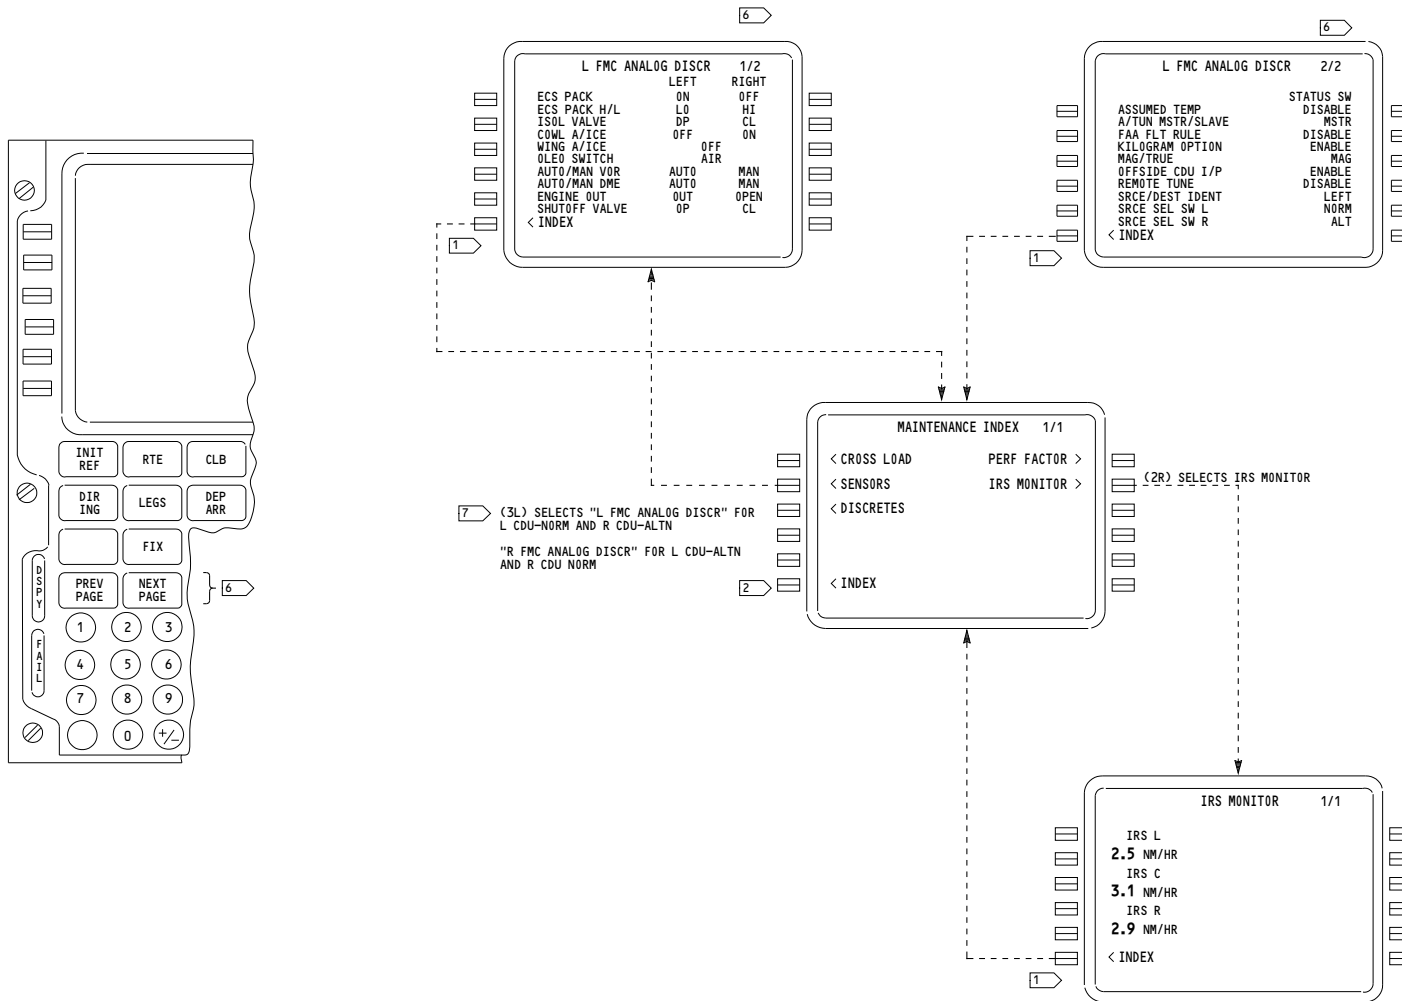 6
L FMC ANALOG DISCR 1/2
LEFT RIGHT
ECS PACK ON OFF
ECS PACK H/L LO HI
ISOL VALVE DP CL
COWL A/ICE OFF ON
WING A/ICE OFF
OLEO SWITCH AIR
AUTO/MAN VOR AUTO MAN
AUTO/MAN DME AUTO MAN
ENGINE OUT OUT OPEN
SHUTOFF VALVE OP CL
< INDEX
1
6
L FMC ANALOG DISCR 2/2
STATUS SW
ASSUMED TEMP DISABLE
A/TUN MSTR/SLAVE MSTR
FAA FLT RULE DISABLE
KILOGRAM OPTION ENABLE
MAG/TRUE MAG
OFFSIDE CDU I/P ENABLE
REMOTE TUNE DISABLE
SRCE/DEST IDENT LEFT
SRCE SEL SW L NORM
SRCE SEL SW R ALT
< INDEX
1
INIT
REF
RTE
CLB
DIR
ING
LEGS
DEP
ARR
FIX
PREV
PAGE
NEXT
PAGE
6
DSPY
FAIL
1 2 3
4 5 6
7 8 9
0 +/-
MAINTENANCE INDEX 1/1
< CROSS LOAD PERF FACTOR >
< SENSORS IRS MONITOR >
< DISCRETES
< INDEX
(2R) SELECTS IRS MONITOR
7 (3L) SELECTS "L FMC ANALOG DISCR" FOR
L CDU-NORM AND R CDU-ALTN
"R FMC ANALOG DISCR" FOR L CDU-ALTN
AND R CDU NORM
2
IRS MONITOR 1/1
IRS L
2.5 NM/HR
IRS C
3.1 NM/HR
IRS R
2.9 NM/HR
< INDEX
1